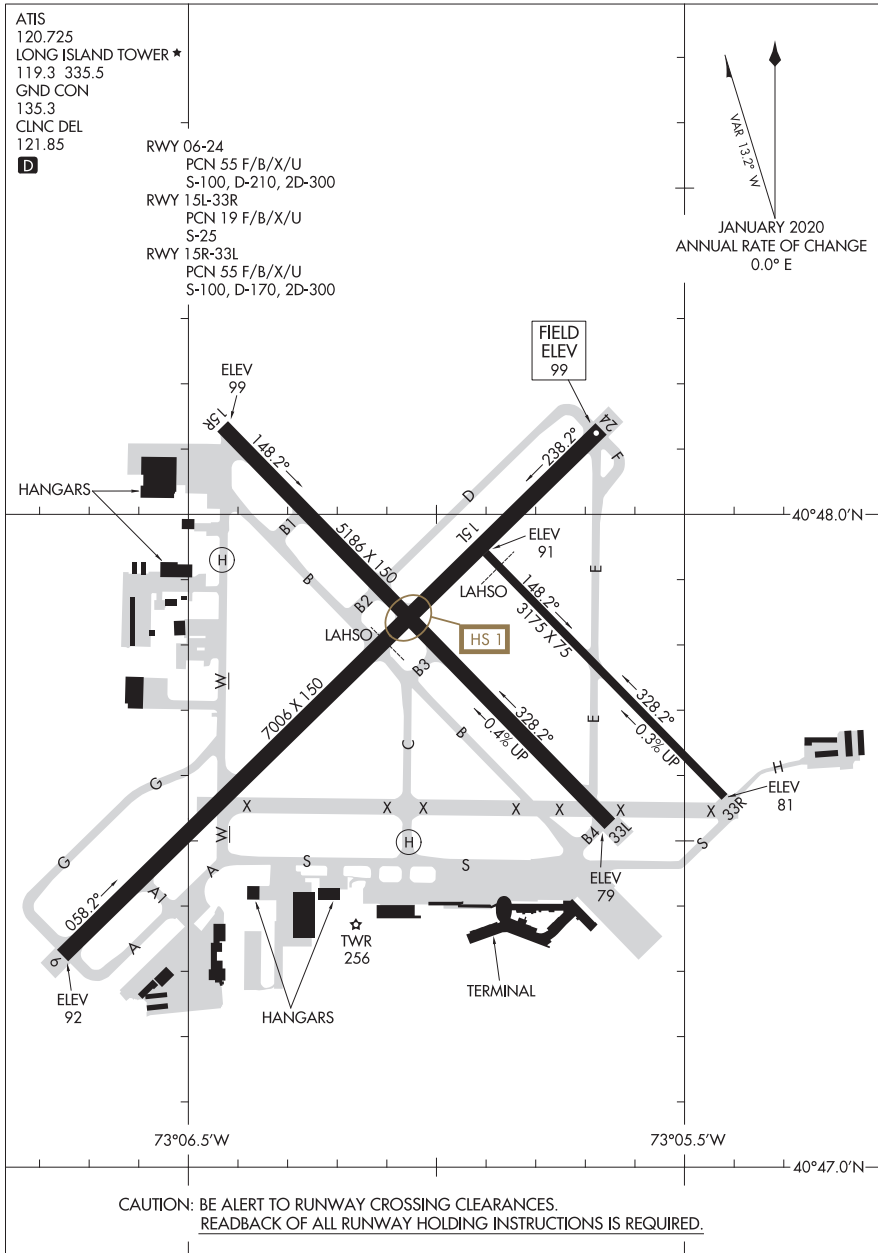 ATIS
120.725
LONG ISLAND TOWER ★
119.3 335.5
GND CON
135.3
CLNC DEL
121.85
D
RWY 06-24
PCN 55 F/B/X/U
S-100, D-210, 2D-300
RWY 15L-33R
PCN 19 F/B/X/U
S-25
RWY 15R-33L
PCN 55 F/B/X/U
S-100, D-170, 2D-300
VAR 13.2° W
JANUARY 2020
ANNUAL RATE OF CHANGE
0.0° E
FIELD
ELEV
99
ELEV
99
15R
148.2°
24
238.2°
F
HANGARS
D
40°48.0'N
B1
5186 X 150
15L
ELEV
91
H
B
E
LAHSO
148.2°
3175 X 75
B2
LAHSO
HS 1
B3
W
7006 X 150
328.2°
0.4% UP
328.2°
0.3% UP
C
B
E
G
H
ELEV
81
33R
X
X
X
X
X
X
X
W
H
B4
33L
S
G
A
S
S
ELEV
79
058.2°
A1
A
6
TWR
256
TERMINAL
ELEV
92
HANGARS
73°06.5'W
73°05.5'W
40°47.0'N
CAUTION: BE ALERT TO RUNWAY CROSSING CLEARANCES.
READBACK OF ALL RUNWAY HOLDING INSTRUCTIONS IS REQUIRED.